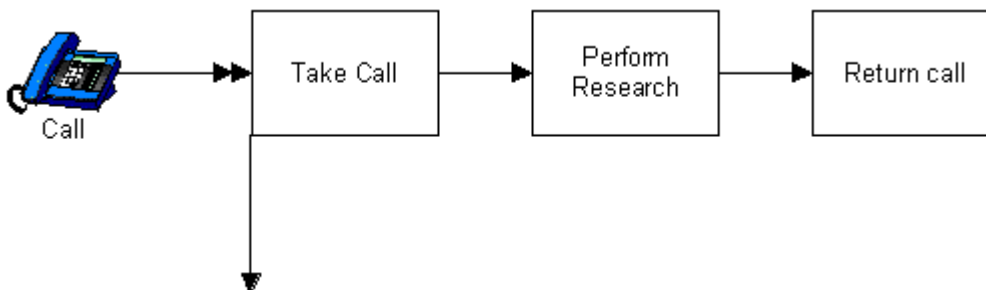 Call
Take Call
Perform
Research
Return call